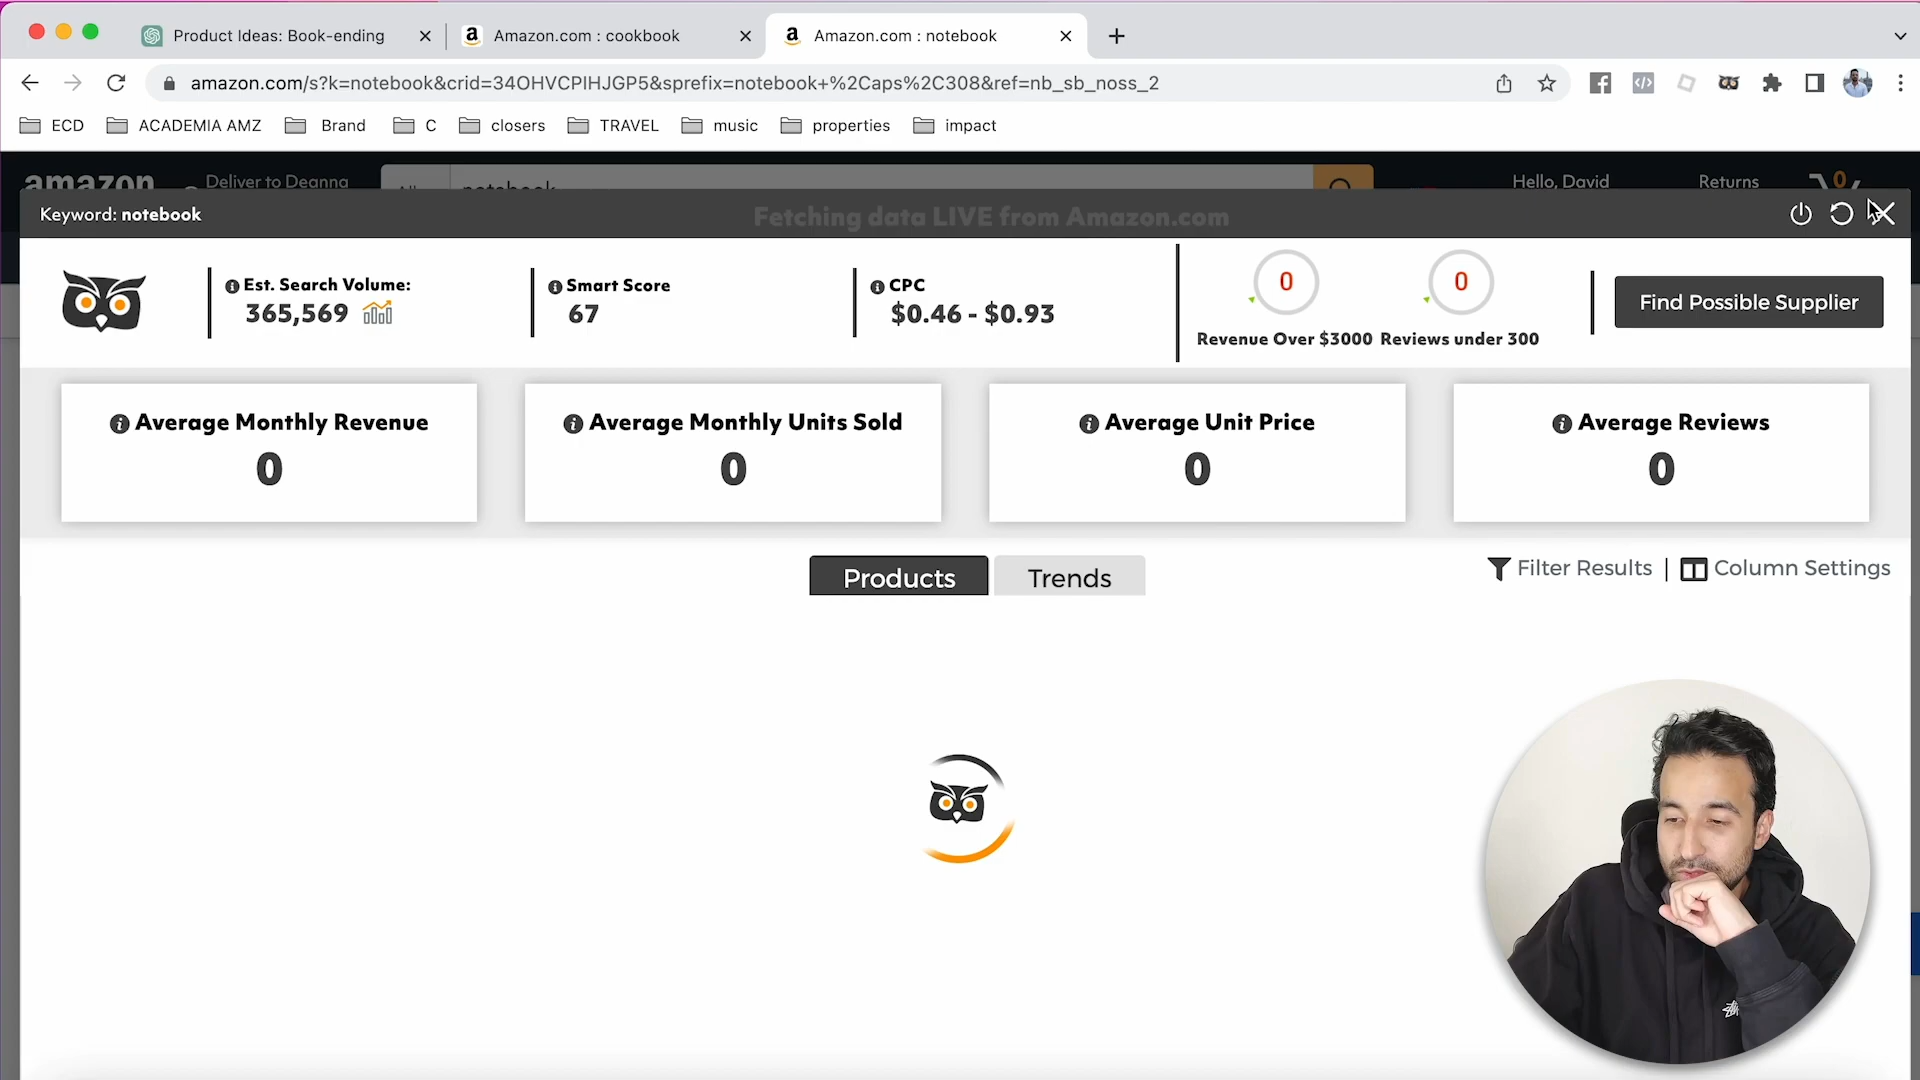 Product Ideas: Book-ending
Amazon.com : cookbook
Amazon.com : notebook
amazon.com/s?k=notebook&crid=34OHVCPIHJGP5&sprefix=notebook+%2Caps%2C308&ref=nb_sb_noss_2
ECD ACADEMIA AMZ Brand C closers TRAVEL music properties impact
amazon Deliver to Deanna All notebook Hello, David Returns 0
Keyword: notebook Fetching data LIVE from Amazon.com
Est. Search Volume:
365,569
Smart Score
67
CPC
$0.46 - $0.93
0
Revenue Over $3000
0
Reviews under 300
Find Possible Supplier
Average Monthly Revenue
0
Average Monthly Units Sold
0
Average Unit Price
0
Average Reviews
0
Products Trends Filter Results | Column Settings